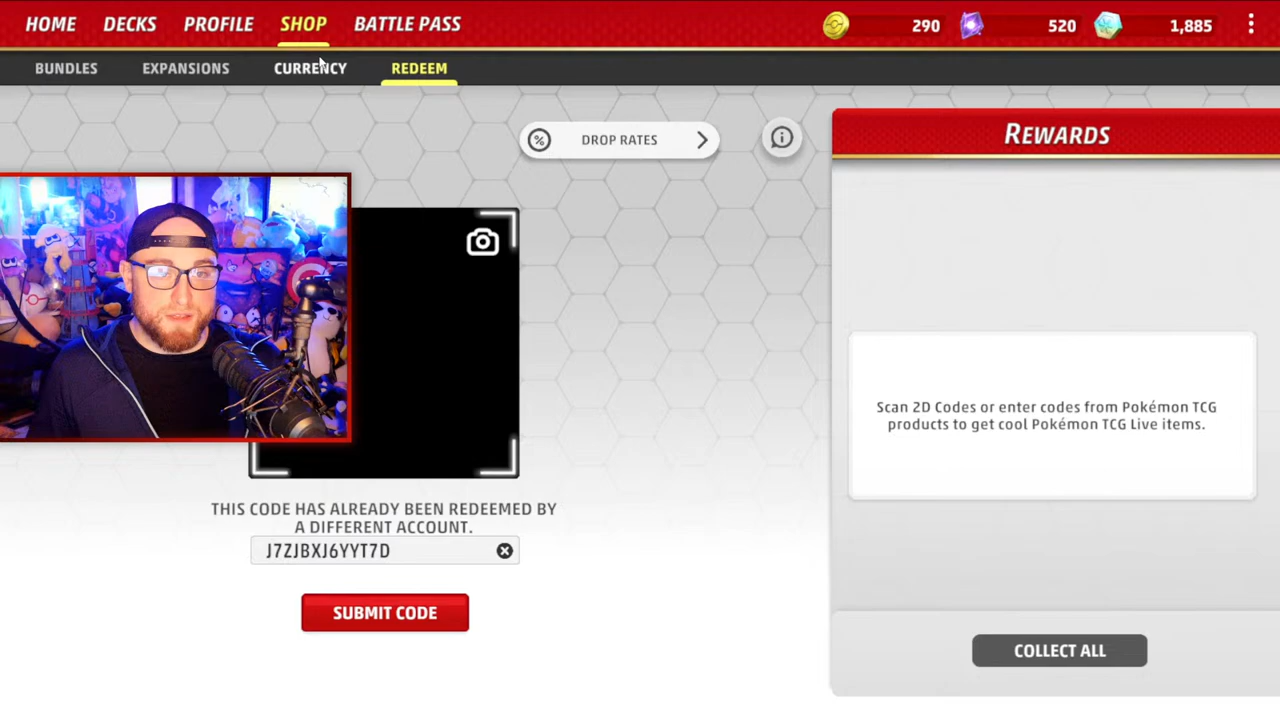 HOME DECKS PROFILE SHOP BATTLE PASS 290 520 1,885
BUNDLES EXPANSIONS CURRENCY REDEEM
DROP RATES
REWARDS
Scan 2D Codes or enter codes from Pokémon TCG
products to get cool Pokémon TCG Live items.
THIS CODE HAS ALREADY BEEN REDEEMED BY
A DIFFERENT ACCOUNT.
J7ZJBXJ6YYT7D
SUBMIT CODE
COLLECT ALL